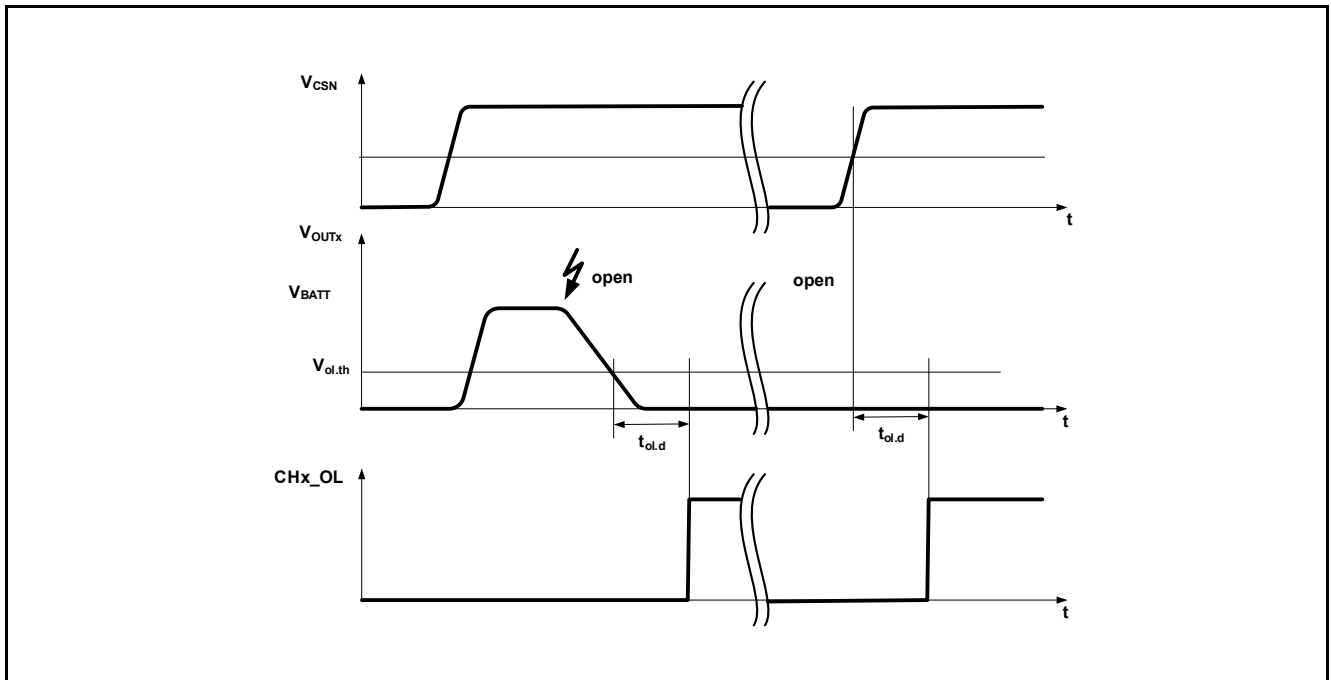 VCSN
t
VOUTx
open
open
VBATT
Vol.th
t
tol.d
tol.d
CHx_OL
t